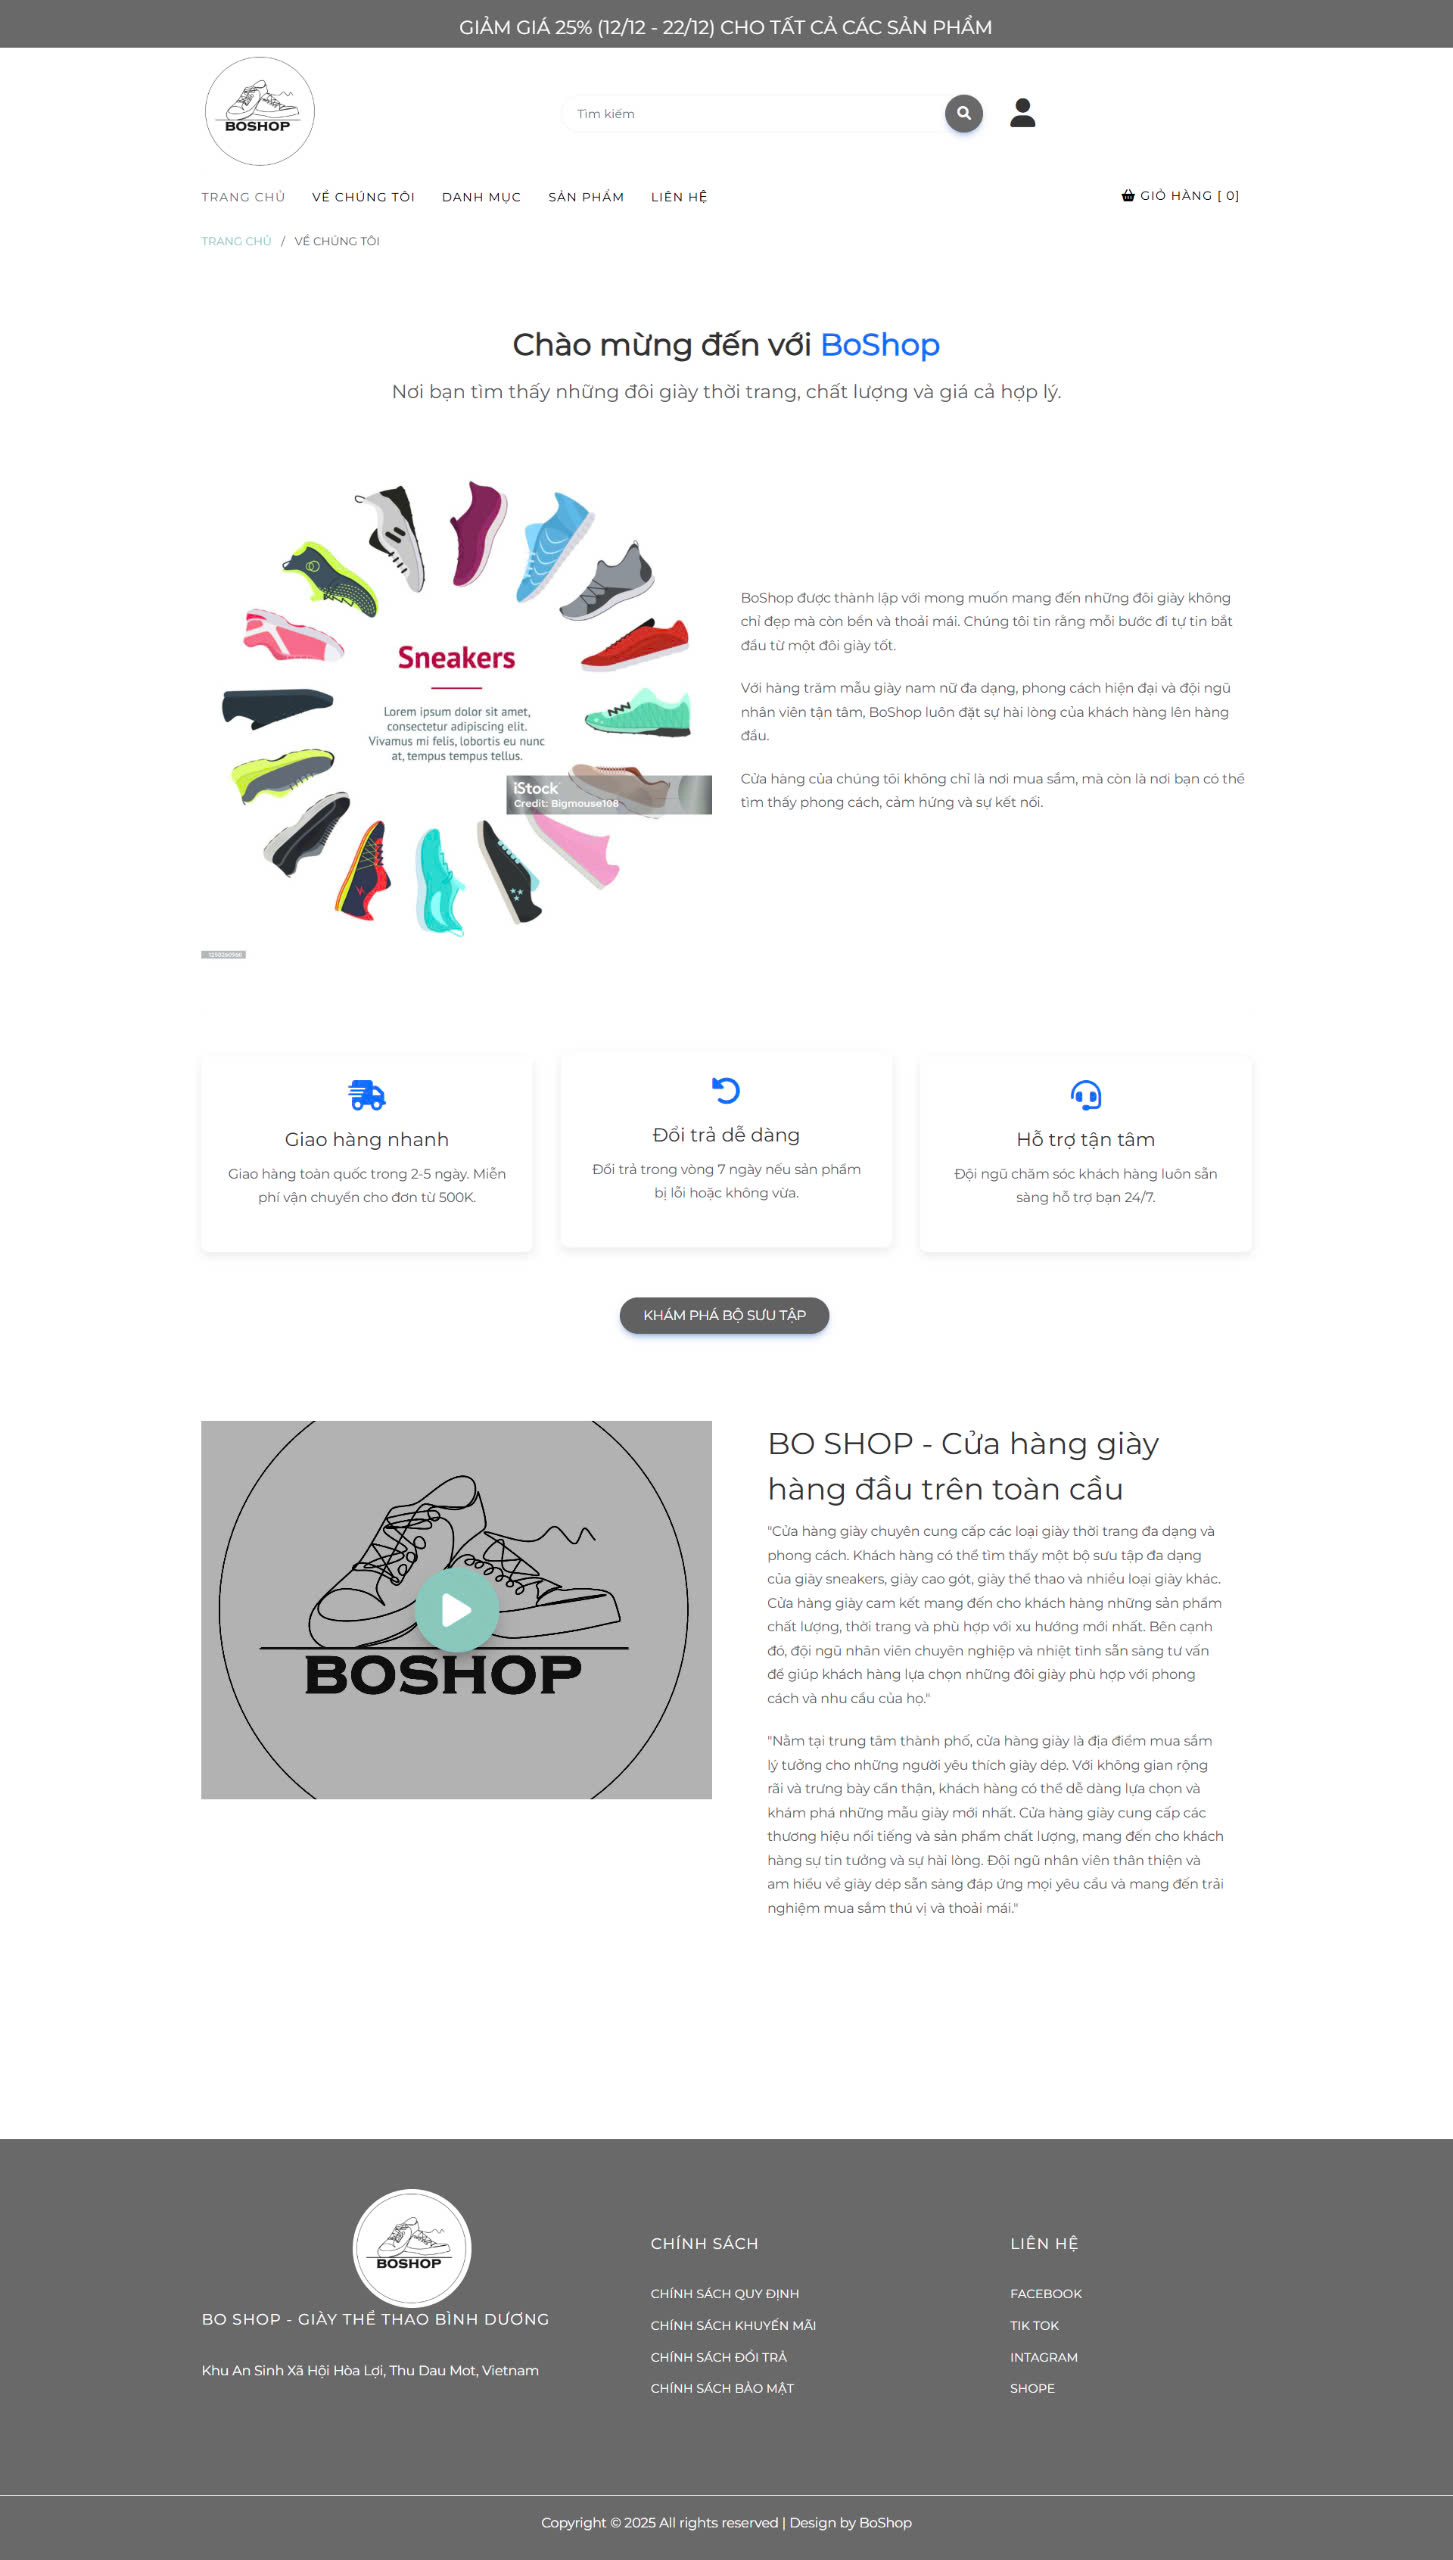 GIẢM GIÁ 25% (12/12 - 22/12) CHO TẤT CẢ CÁC SẢN PHẨM
BOSHOP
Tìm kiếm
TRANG CHỦ VỀ CHÚNG TÔI DANH MỤC SẢN PHẨM LIÊN HỆ
GIỎ HÀNG [ 0]
TRANG CHỦ / VỀ CHÚNG TÔI
Chào mừng đến với BoShop
Nơi bạn tìm thấy những đôi giày thời trang, chất lượng và giá cả hợp lý.
Sneakers
Lorem ipsum dolor sit amet,
consectetur adipiscing elit.
Vivamus mi felis, lobortis eu nunc
at, tempus tempus tellus.
iStock
Credit: Bigmouse108
BoShop được thành lập với mong muốn mang đến những đôi giày không
chỉ đẹp mà còn bền và thoải mái. Chúng tôi tin rằng mỗi bước đi tự tin bắt
đầu từ một đôi giày tốt.
Với hàng trăm mẫu giày nam nữ đa dạng, phong cách hiện đại và đội ngũ
nhân viên tận tâm, BoShop luôn đặt sự hài lòng của khách hàng lên hàng
đầu.
Cửa hàng của chúng tôi không chỉ là nơi mua sắm, mà còn là nơi bạn có thể
tìm thấy phong cách, cảm hứng và sự kết nối.
Giao hàng nhanh
Giao hàng toàn quốc trong 2-5 ngày. Miễn
phí vận chuyển cho đơn từ 500K.
Đổi trả dễ dàng
Đổi trả trong vòng 7 ngày nếu sản phẩm
bị lỗi hoặc không vừa.
Hỗ trợ tận tâm
Đội ngũ chăm sóc khách hàng luôn sẵn
sàng hỗ trợ bạn 24/7.
KHÁM PHÁ BỘ SƯU TẬP
BOSHOP
BO SHOP - Cửa hàng giày
hàng đầu trên toàn cầu
"Cửa hàng giày chuyên cung cấp các loại giày thời trang đa dạng và
phong cách. Khách hàng có thể tìm thấy một bộ sưu tập đa dạng
của giày sneakers, giày cao gót, giày thể thao và nhiều loại giày khác.
Cửa hàng giày cam kết mang đến cho khách hàng những sản phẩm
chất lượng, thời trang và phù hợp với xu hướng mới nhất. Bên cạnh
đó, đội ngũ nhân viên chuyên nghiệp và nhiệt tình sẵn sàng tư vấn
để giúp khách hàng lựa chọn những đôi giày phù hợp với phong
cách và nhu cầu của họ."
"Nằm tại trung tâm thành phố, cửa hàng giày là địa điểm mua sắm
lý tưởng cho những người yêu thích giày dép. Với không gian rộng
rãi và trưng bày cẩn thận, khách hàng có thể dễ dàng lựa chọn và
khám phá những mẫu giày mới nhất. Cửa hàng giày cung cấp các
thương hiệu nổi tiếng và sản phẩm chất lượng, mang đến cho khách
hàng sự tin tưởng và sự hài lòng. Đội ngũ nhân viên thân thiện và
am hiểu về giày dép sẵn sàng đáp ứng mọi yêu cầu và mang đến trải
nghiệm mua sắm thú vị và thoải mái."
BOSHOP
BO SHOP - GIÀY THỂ THAO BÌNH DƯƠNG
Khu An Sinh Xã Hội Hòa Lợi, Thu Dau Mot, Vietnam
CHÍNH SÁCH
CHÍNH SÁCH QUY ĐỊNH
CHÍNH SÁCH KHUYẾN MÃI
CHÍNH SÁCH ĐỔI TRẢ
CHÍNH SÁCH BẢO MẬT
LIÊN HỆ
FACEBOOK
TIK TOK
INTAGRAM
SHOPE
Copyright © 2025 All rights reserved | Design by BoShop